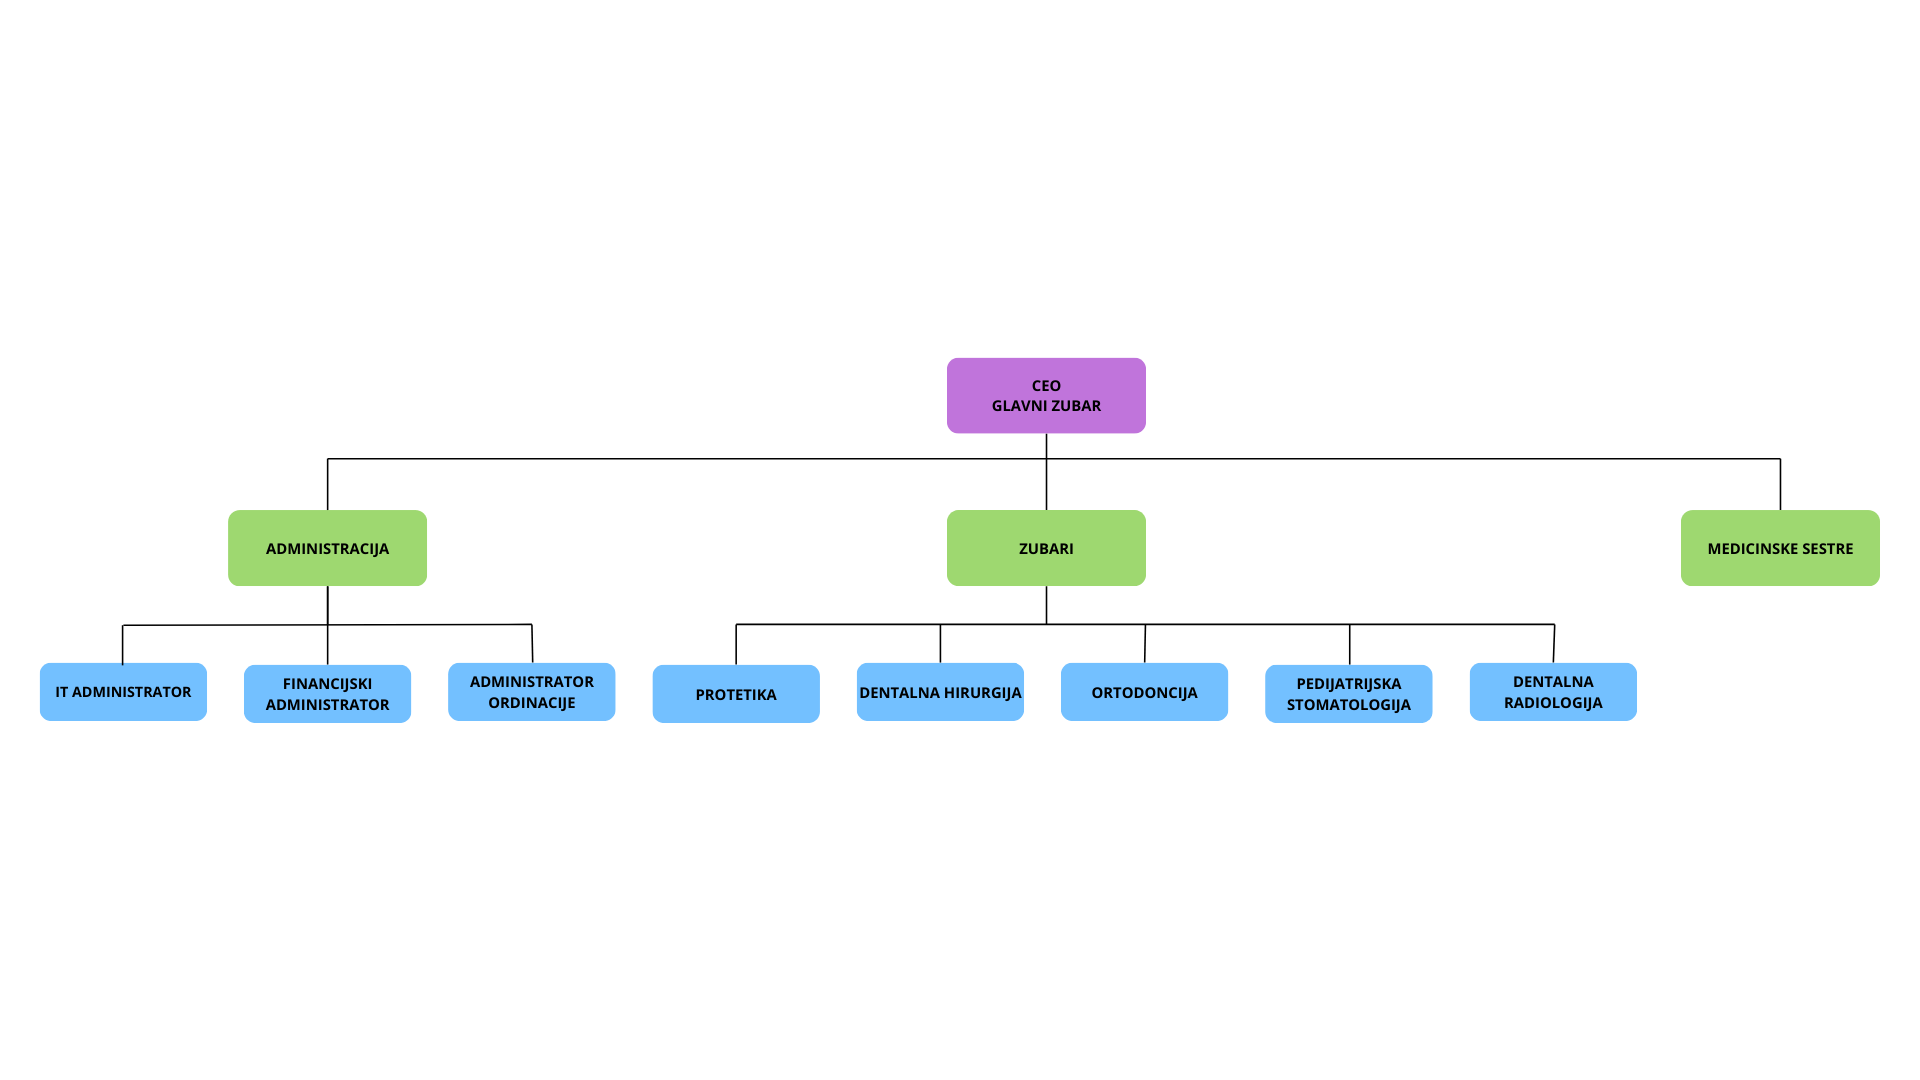 CEO
GLAVNI ZUBAR
ADMINISTRACIJA
ZUBARI
MEDICINSKE SESTRE
IT ADMINISTRATOR
FINANCIJSKI
ADMINISTRATOR
ADMINISTRATOR
ORDINACIJE
PROTETIKA
DENTALNA HIRURGIJA
ORTODONCIJA
PEDIJATRIJSKA
STOMATOLOGIJA
DENTALNA
RADIOLOGIJA